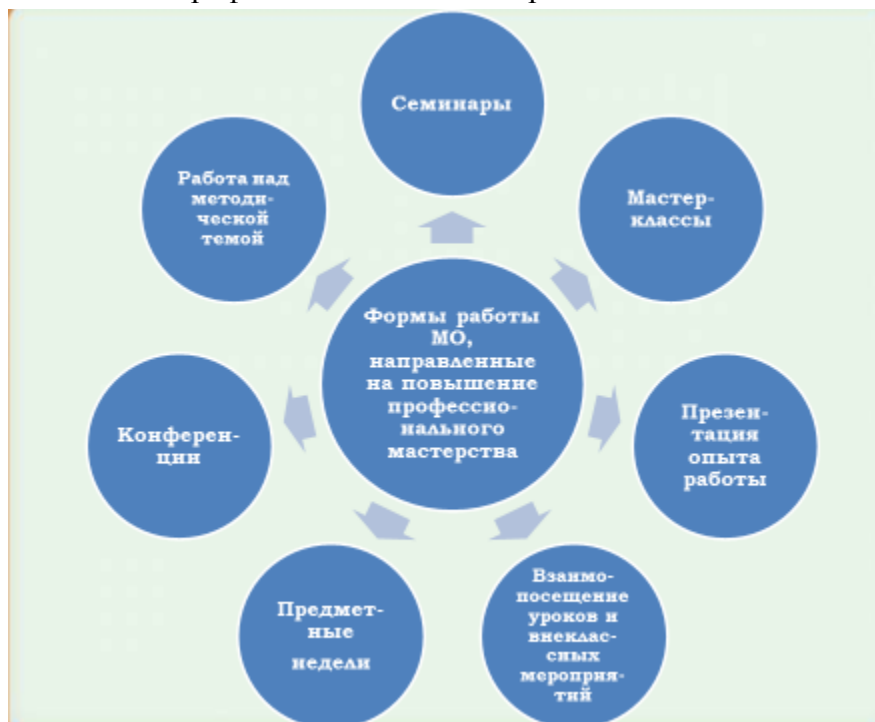 Семинары
Мастер-
классы
Презен-
тация
опыта
работы
Взаимо-
посещение
уроков и
внеклас-
сных
мероприя-
тий
Предмет-
ные
недели
Конферен-
ции
Работа над
методи-
ческой
темой
Формы работы
МО,
направленные
на повышение
профессио-
нального
мастерства